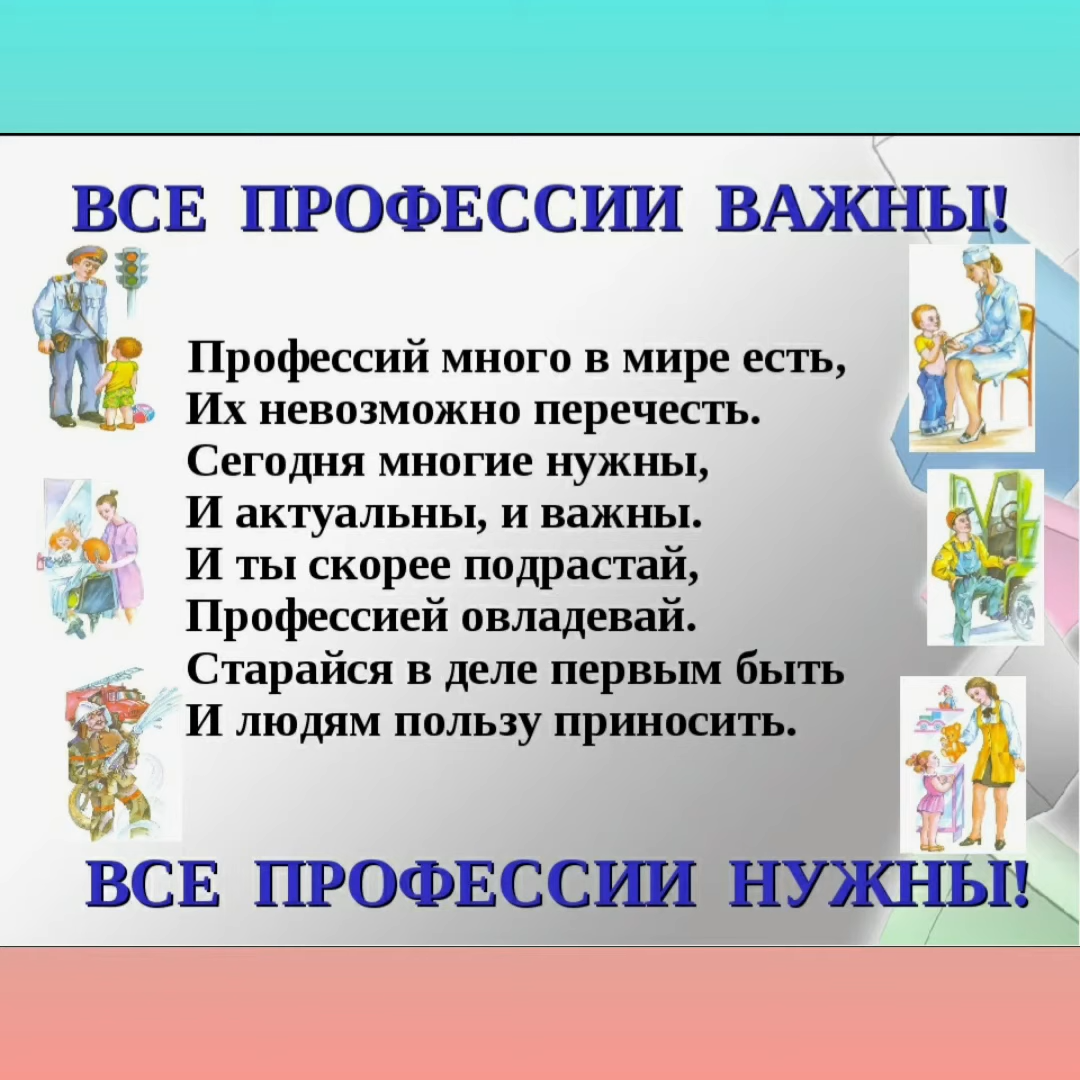 ВСЕ ПРОФЕССИИ ВАЖНЫ!
Профессий много в мире есть,
Их невозможно перечесть.
Сегодня многие нужны,
И актуальны, и важны.
И ты скорее подрастай,
Профессией овладевай.
Старайся в деле первым быть
И людям пользу приносить.
ВСЕ ПРОФЕССИИ НУЖНЫ!